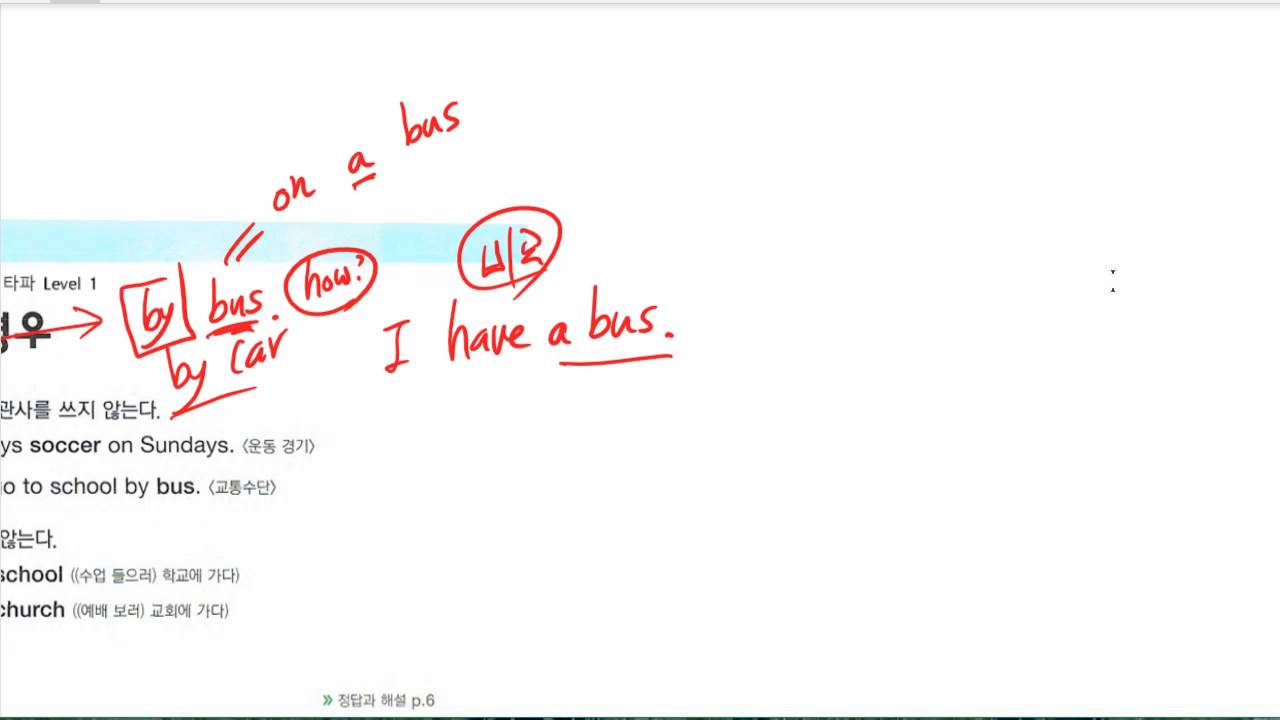 on a bus
타파 Level 1
by bus. how?
비교
경우
by car
I have a bus.
관사를 쓰지 않는다.
ys soccer on Sundays. 〈운동 경기〉
o to school by bus. 〈교통수단〉
않는다.
school ((수업 들으러) 학교에 가다)
church ((예배 보러) 교회에 가다)
» 정답과 해설 p.6